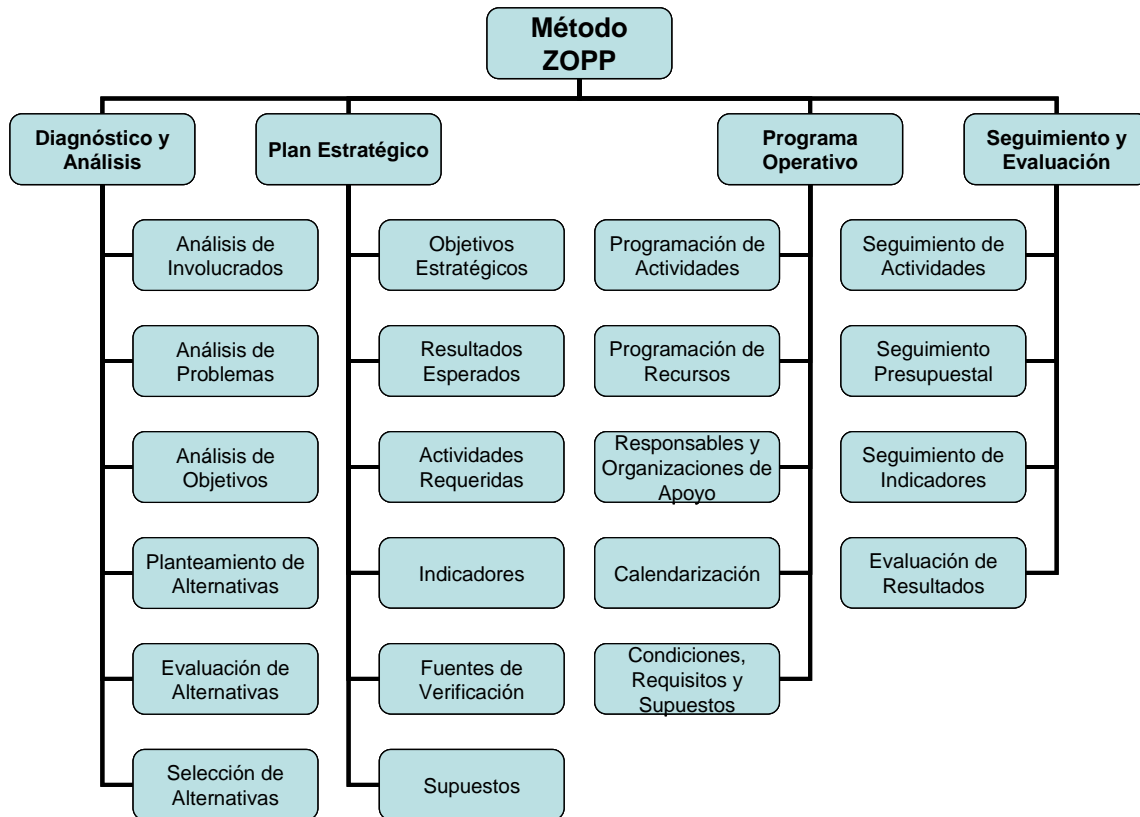 Método
ZOPP
Diagnóstico y
Análisis
Plan Estratégico
Programa
Operativo
Seguimiento y
Evaluación
Análisis de
Involucrados
Análisis de
Problemas
Análisis de
Objetivos
Planteamiento de
Alternativas
Evaluación de
Alternativas
Selección de
Alternativas
Objetivos
Estratégicos
Resultados
Esperados
Actividades
Requeridas
Indicadores
Fuentes de
Verificación
Supuestos
Programación de
Actividades
Programación de
Recursos
Responsables y
Organizaciones de
Apoyo
Calendarización
Condiciones,
Requisitos y
Supuestos
Seguimiento de
Actividades
Seguimiento
Presupuestal
Seguimiento de
Indicadores
Evaluación de
Resultados